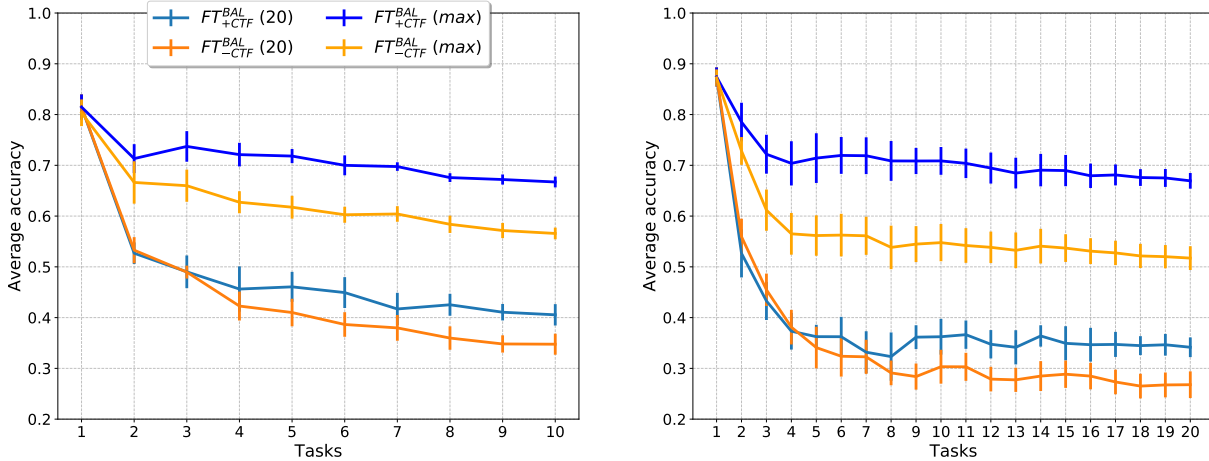 FT^{BAL}_{+CTF} (20) FT^{BAL}_{+CTF} (max)
FT^{BAL}_{-CTF} (20) FT^{BAL}_{-CTF} (max)
1.0
0.9
0.8
0.7
0.6
0.5
0.4
0.3
0.2
Average accuracy
1 2 3 4 5 6 7 8 9 10
Tasks
1.0
0.9
0.8
0.7
0.6
0.5
0.4
0.3
0.2
Average accuracy
1 2 3 4 5 6 7 8 9 10 11 12 13 14 15 16 17 18 19 20
Tasks